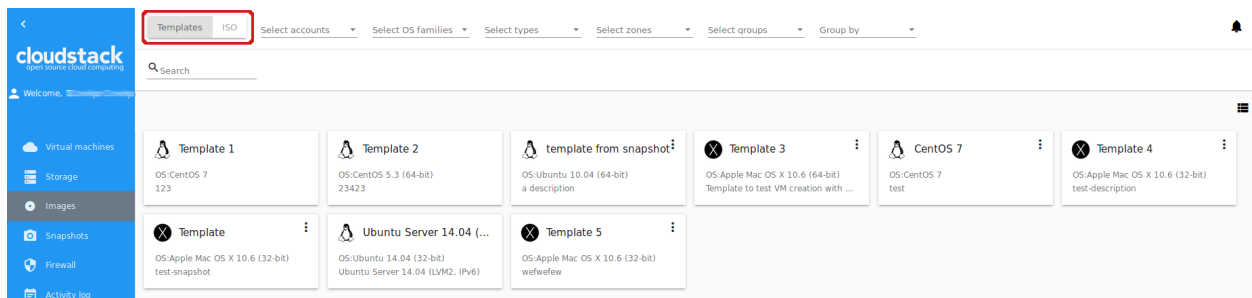 Templates ISO Select accounts Select OS families Select types Select zones Select groups Group by
cloudstack
open source cloud computing
Search
Welcome,
Virtual machines
Storage
Images
Snapshots
Firewall
Activity log
Template 1
OS:CentOS 7
123
Template 2
OS:CentOS 5.3 (64-bit)
23423
template from snapshot
OS:Ubuntu 10.04 (64-bit)
a description
Template 3
OS:Apple Mac OS X 10.6 (64-bit)
Template to test VM creation with ...
CentOS 7
OS:CentOS 7
test
Template 4
OS:Apple Mac OS X 10.6 (32-bit)
test-description
Template
OS:Apple Mac OS X 10.6 (32-bit)
test-snapshot
Ubuntu Server 14.04 (...
OS:Ubuntu 14.04 (32-bit)
Ubuntu Server 14.04 (LVM2, IPv6)
Template 5
OS:Apple Mac OS X 10.6 (32-bit)
wefwefew